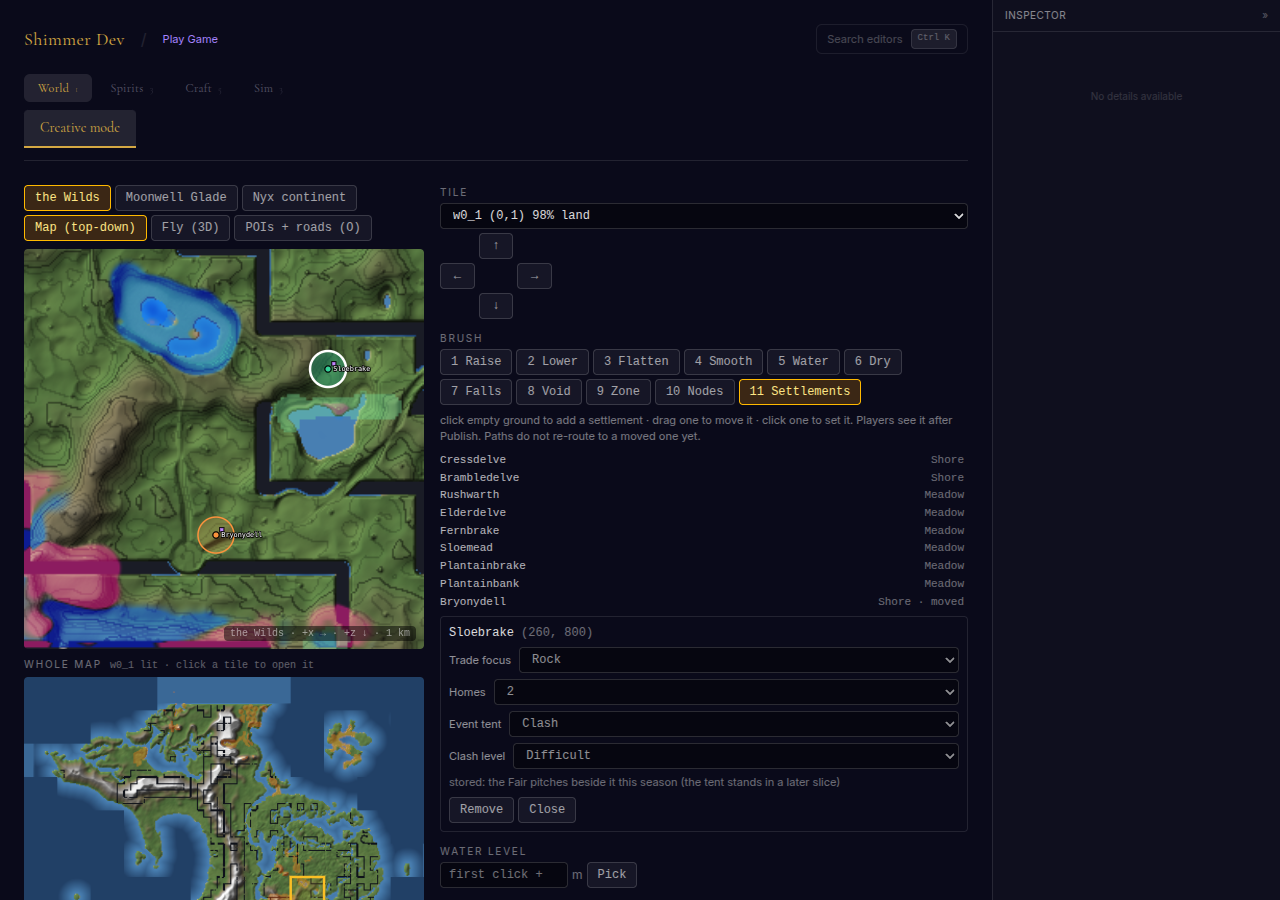 Shimmer Dev / Play Game
Search editors Ctrl K
INSPECTOR »
No details available
World Spirits Craft Sim
Creative mode
the Wilds Moonwell Glade Nyx continent
Map (top-down) Fly (3D) POIs + roads (O)
Sloebrake
Bryonydell
the Wilds · +x → · +z ↓ · 1 km
WHOLE MAP w0_1 lit · click a tile to open it
TILE
w0_1 (0,1) 98% land
↑
← →
↓
BRUSH
1 Raise 2 Lower 3 Flatten 4 Smooth 5 Water 6 Dry
7 Falls 8 Void 9 Zone 10 Nodes 11 Settlements
click empty ground to add a settlement · drag one to move it · click one to set it. Players see it after
Publish. Paths do not re-route to a moved one yet.
Cressdelve Shore
Brambledelve Shore
Rushwarth Meadow
Elderdelve Meadow
Fernbrake Meadow
Sloemead Meadow
Plantainbrake Meadow
Plantainbank Meadow
Bryonydell Shore · moved
Sloebrake (260, 800)
Trade focus Rock
Homes 2
Event tent Clash
Clash level Difficult
stored: the Fair pitches beside it this season (the tent stands in a later slice)
Remove Close
WATER LEVEL
first click + m Pick